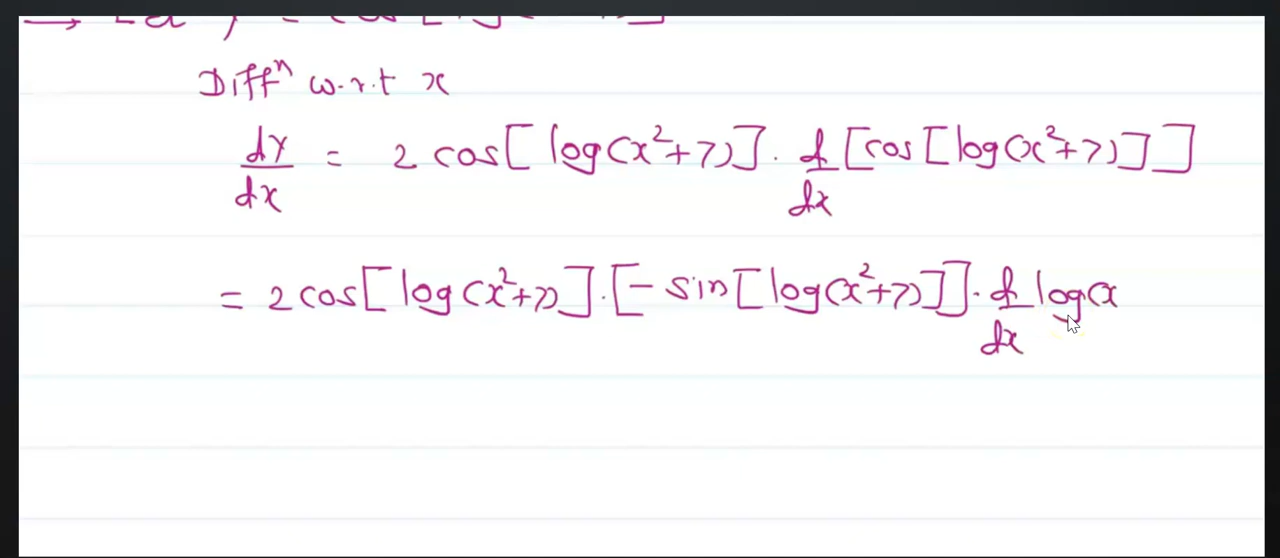 Diffⁿ w.r.t x
dy/dx = 2 cos[log(x²+7)]. d/dx [cos[log(x²+7)]]
= 2 cos[log(x²+7)].[- sin[log(x²+7)]]. d/dx log(x